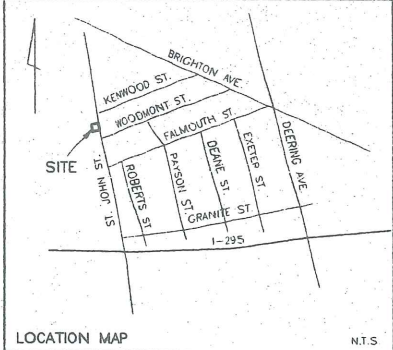 BRIGHTON AVE.
KENWOOD ST.
WOODMONT ST.
FALMOUTH ST.
SITE
ST. JOHN ST.
ROBERTS ST
PAYSON ST.
DEANE ST.
EXETER ST.
DEERING AVE.
GRANITE ST.
I-295
LOCATION MAP
N.T.S